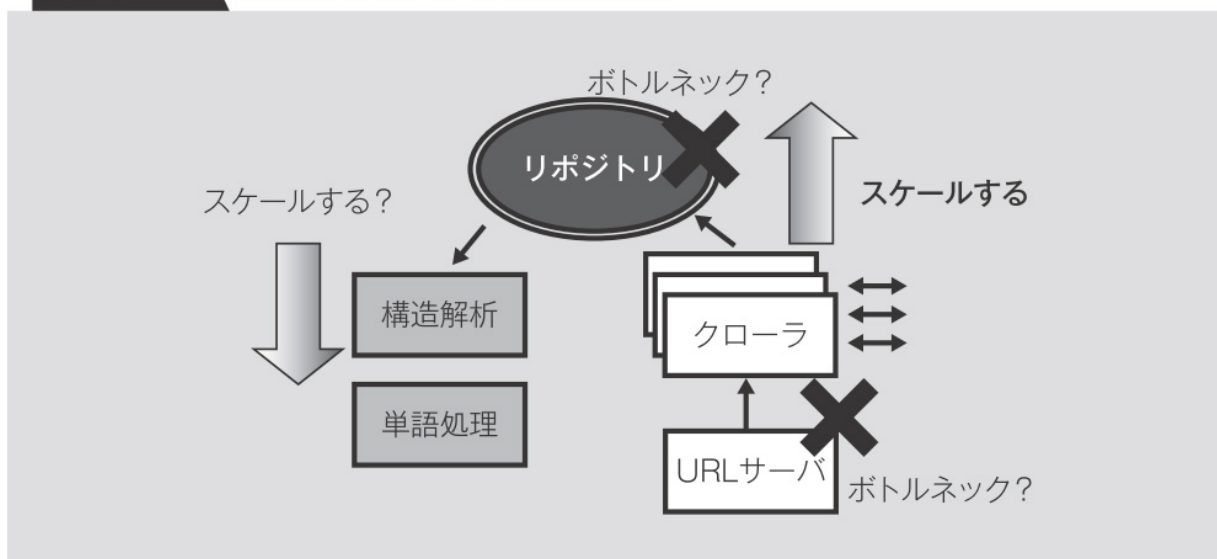 ボトルネック？
リポジトリ
スケールする？
スケールする
構造解析
クローラ
単語処理
URLサーバ
ボトルネック？